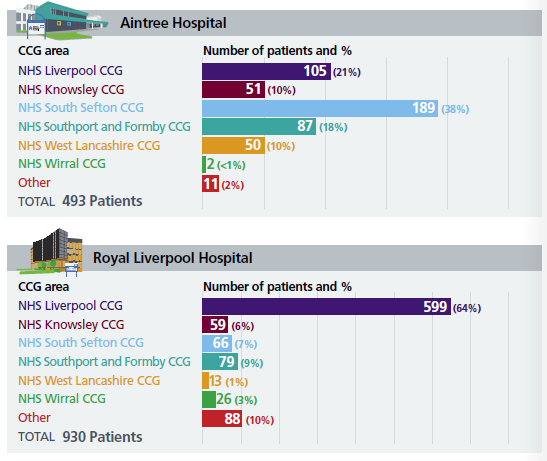 Aintree Hospital
CCG area Number of patients and %
NHS Liverpool CCG 105 (21%)
NHS Knowsley CCG 51 (10%)
NHS South Sefton CCG 189 (38%)
NHS Southport and Formby CCG 87 (18%)
NHS West Lancashire CCG 50 (10%)
NHS Wirral CCG 2 (<1%)
Other 11 (2%)
TOTAL 493 Patients
Royal Liverpool Hospital
CCG area Number of patients and %
NHS Liverpool CCG 599 (64%)
NHS Knowsley CCG 59 (6%)
NHS South Sefton CCG 66 (7%)
NHS Southport and Formby CCG 79 (9%)
NHS West Lancashire CCG 13 (1%)
NHS Wirral CCG 26 (3%)
Other 88 (10%)
TOTAL 930 Patients